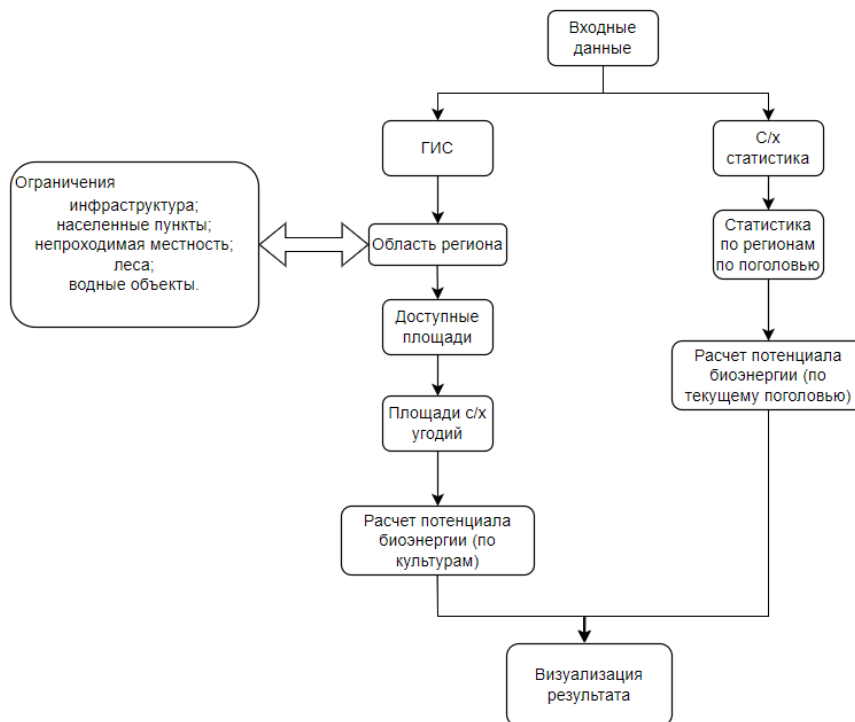 Входные
данные
ГИС
С/х
статистика
Ограничения
инфраструктура;
населенные пункты;
непроходимая местность;
леса;
водные объекты.
Область региона
Статистика
по регионам
по поголовью
Доступные
площади
Расчет потенциала
биоэнергии (по
текущему поголовью)
Площади с/х
угодий
Расчет потенциала
биоэнергии (по
культурам)
Визуализация
результата